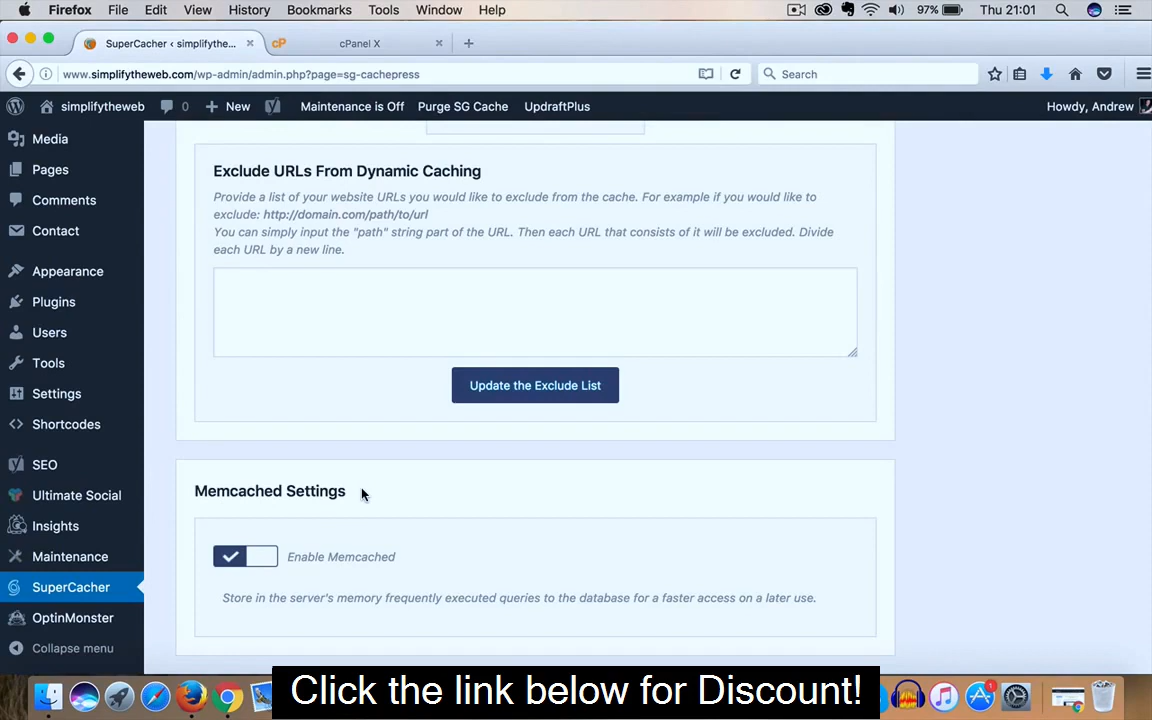 Firefox File Edit View History Bookmarks Tools Window Help 97% Thu 21:01
SuperCacher ‹ simplifythe... × cP cPanel X × +
www.simplifytheweb.com/wp-admin/admin.php?page=sg-cachepress Search
simplifytheweb 0 + New Maintenance is Off Purge SG Cache UpdraftPlus Howdy, Andrew
Media
Pages
Comments
Contact
Appearance
Plugins
Users
Tools
Settings
Shortcodes
SEO
Ultimate Social
Insights
Maintenance
SuperCacher
OptinMonster
Collapse menu
Exclude URLs From Dynamic Caching
Provide a list of your website URLs you would like to exclude from the cache. For example if you would like to
exclude: http://domain.com/path/to/url
You can simply input the "path" string part of the URL. Then each URL that consists of it will be excluded. Divide
each URL by a new line.
Update the Exclude List
Memcached Settings
Enable Memcached
Store in the server's memory frequently executed queries to the database for a faster access on a later use.
1
Click the link below for Discount!